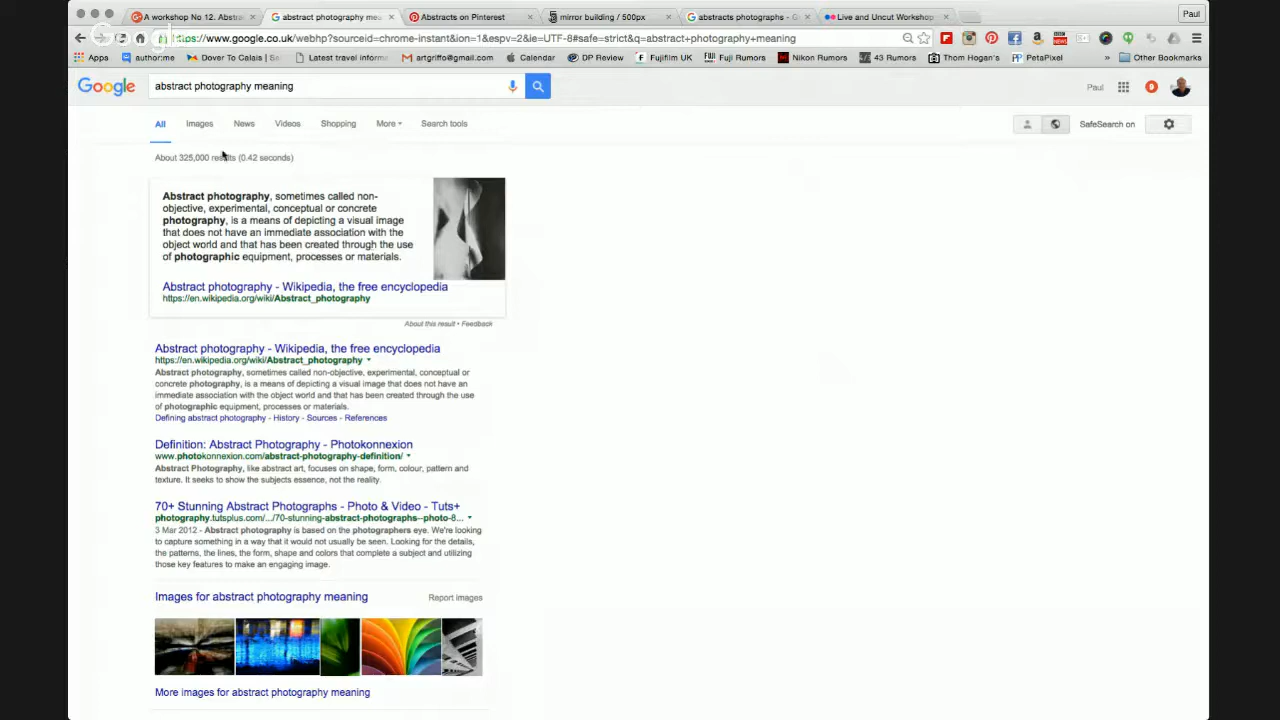 A workshop No 12. Abstra
abstract photography mea
Abstracts on Pinterest
mirror building / 500px
abstracts photographs - G
Live and Uncut Workshop
Paul
https://www.google.co.uk/webhp?sourceid=chrome-instant&ion=1&espv=2&ie=UTF-8#safe=strict&q=abstract+photography+meaning
Apps
author:me
Dover To Calais | Sa
Latest travel inform
artgriffo@gmail.com
Calendar
DP Review
Fujifilm UK
Fuji Rumors
Nikon Rumors
43 Rumors
Thom Hogan's
PetaPixel
»
Other Bookmarks
Google
abstract photography meaning
Paul
All
Images
News
Videos
Shopping
More
Search tools
SafeSearch on
About 325,000 results (0.42 seconds)
Abstract photography, sometimes called non-
objective, experimental, conceptual or concrete
photography, is a means of depicting a visual image
that does not have an immediate association with the
object world and that has been created through the use
of photographic equipment, processes or materials.
Abstract photography - Wikipedia, the free encyclopedia
https://en.wikipedia.org/wiki/Abstract_photography
About this result • Feedback
Abstract photography - Wikipedia, the free encyclopedia
https://en.wikipedia.org/wiki/Abstract_photography
Abstract photography, sometimes called non-objective, experimental, conceptual or
concrete photography, is a means of depicting a visual image that does not have an
immediate association with the object world and that has been created through the use
of photographic equipment, processes or materials.
Defining abstract photography - History - Sources - References
Definition: Abstract Photography - Photokonnexion
www.photokonnexion.com/abstract-photography-definition/
Abstract Photography, like abstract art, focuses on shape, form, colour, pattern and
texture. It seeks to show the subjects essence, not the reality.
70+ Stunning Abstract Photographs - Photo & Video - Tuts+
photography.tutsplus.com/.../70-stunning-abstract-photographs--photo-8...
3 Mar 2012 - Abstract photography is based on the photographers eye. We're looking
to capture something in a way that it would not usually be seen. Looking for the details,
the patterns, the lines, the form, shape and colors that complete a subject and utilizing
those key features to make an engaging image.
Images for abstract photography meaning
Report images
More images for abstract photography meaning